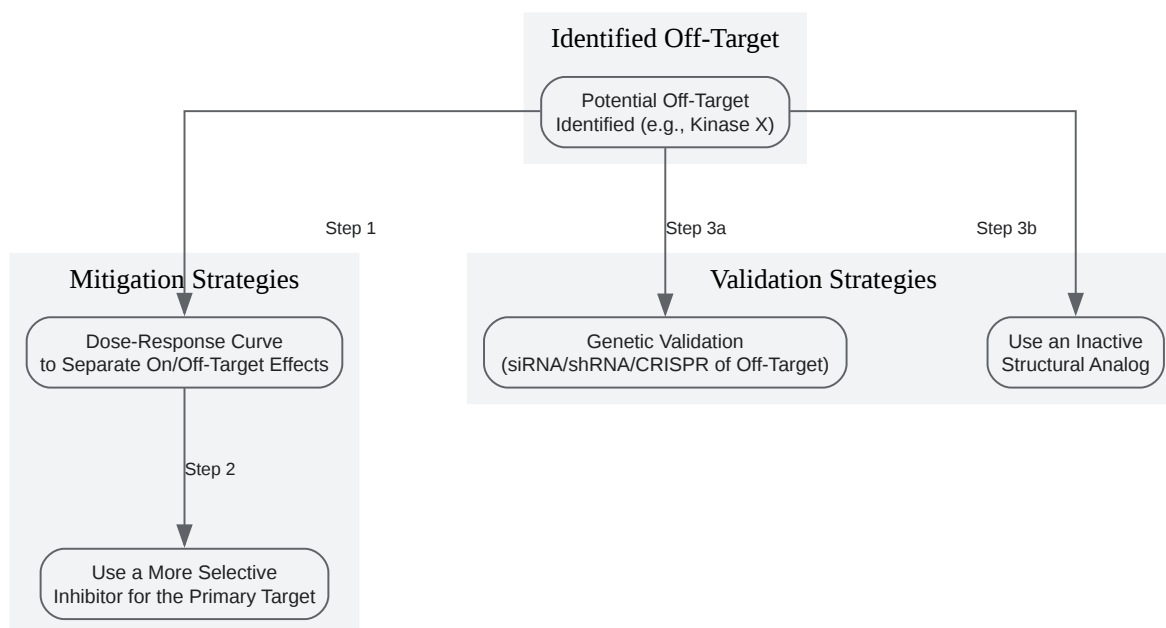 Identified Off-Target
Potential Off-Target
Identified (e.g., Kinase X)
Step 1
Step 3a
Step 3b
Mitigation Strategies
Validation Strategies
Dose-Response Curve
to Separate On/Off-Target Effects
Genetic Validation
(siRNA/shRNA/CRISPR of Off-Target)
Use an Inactive
Structural Analog
Step 2
Use a More Selective
Inhibitor for the Primary Target